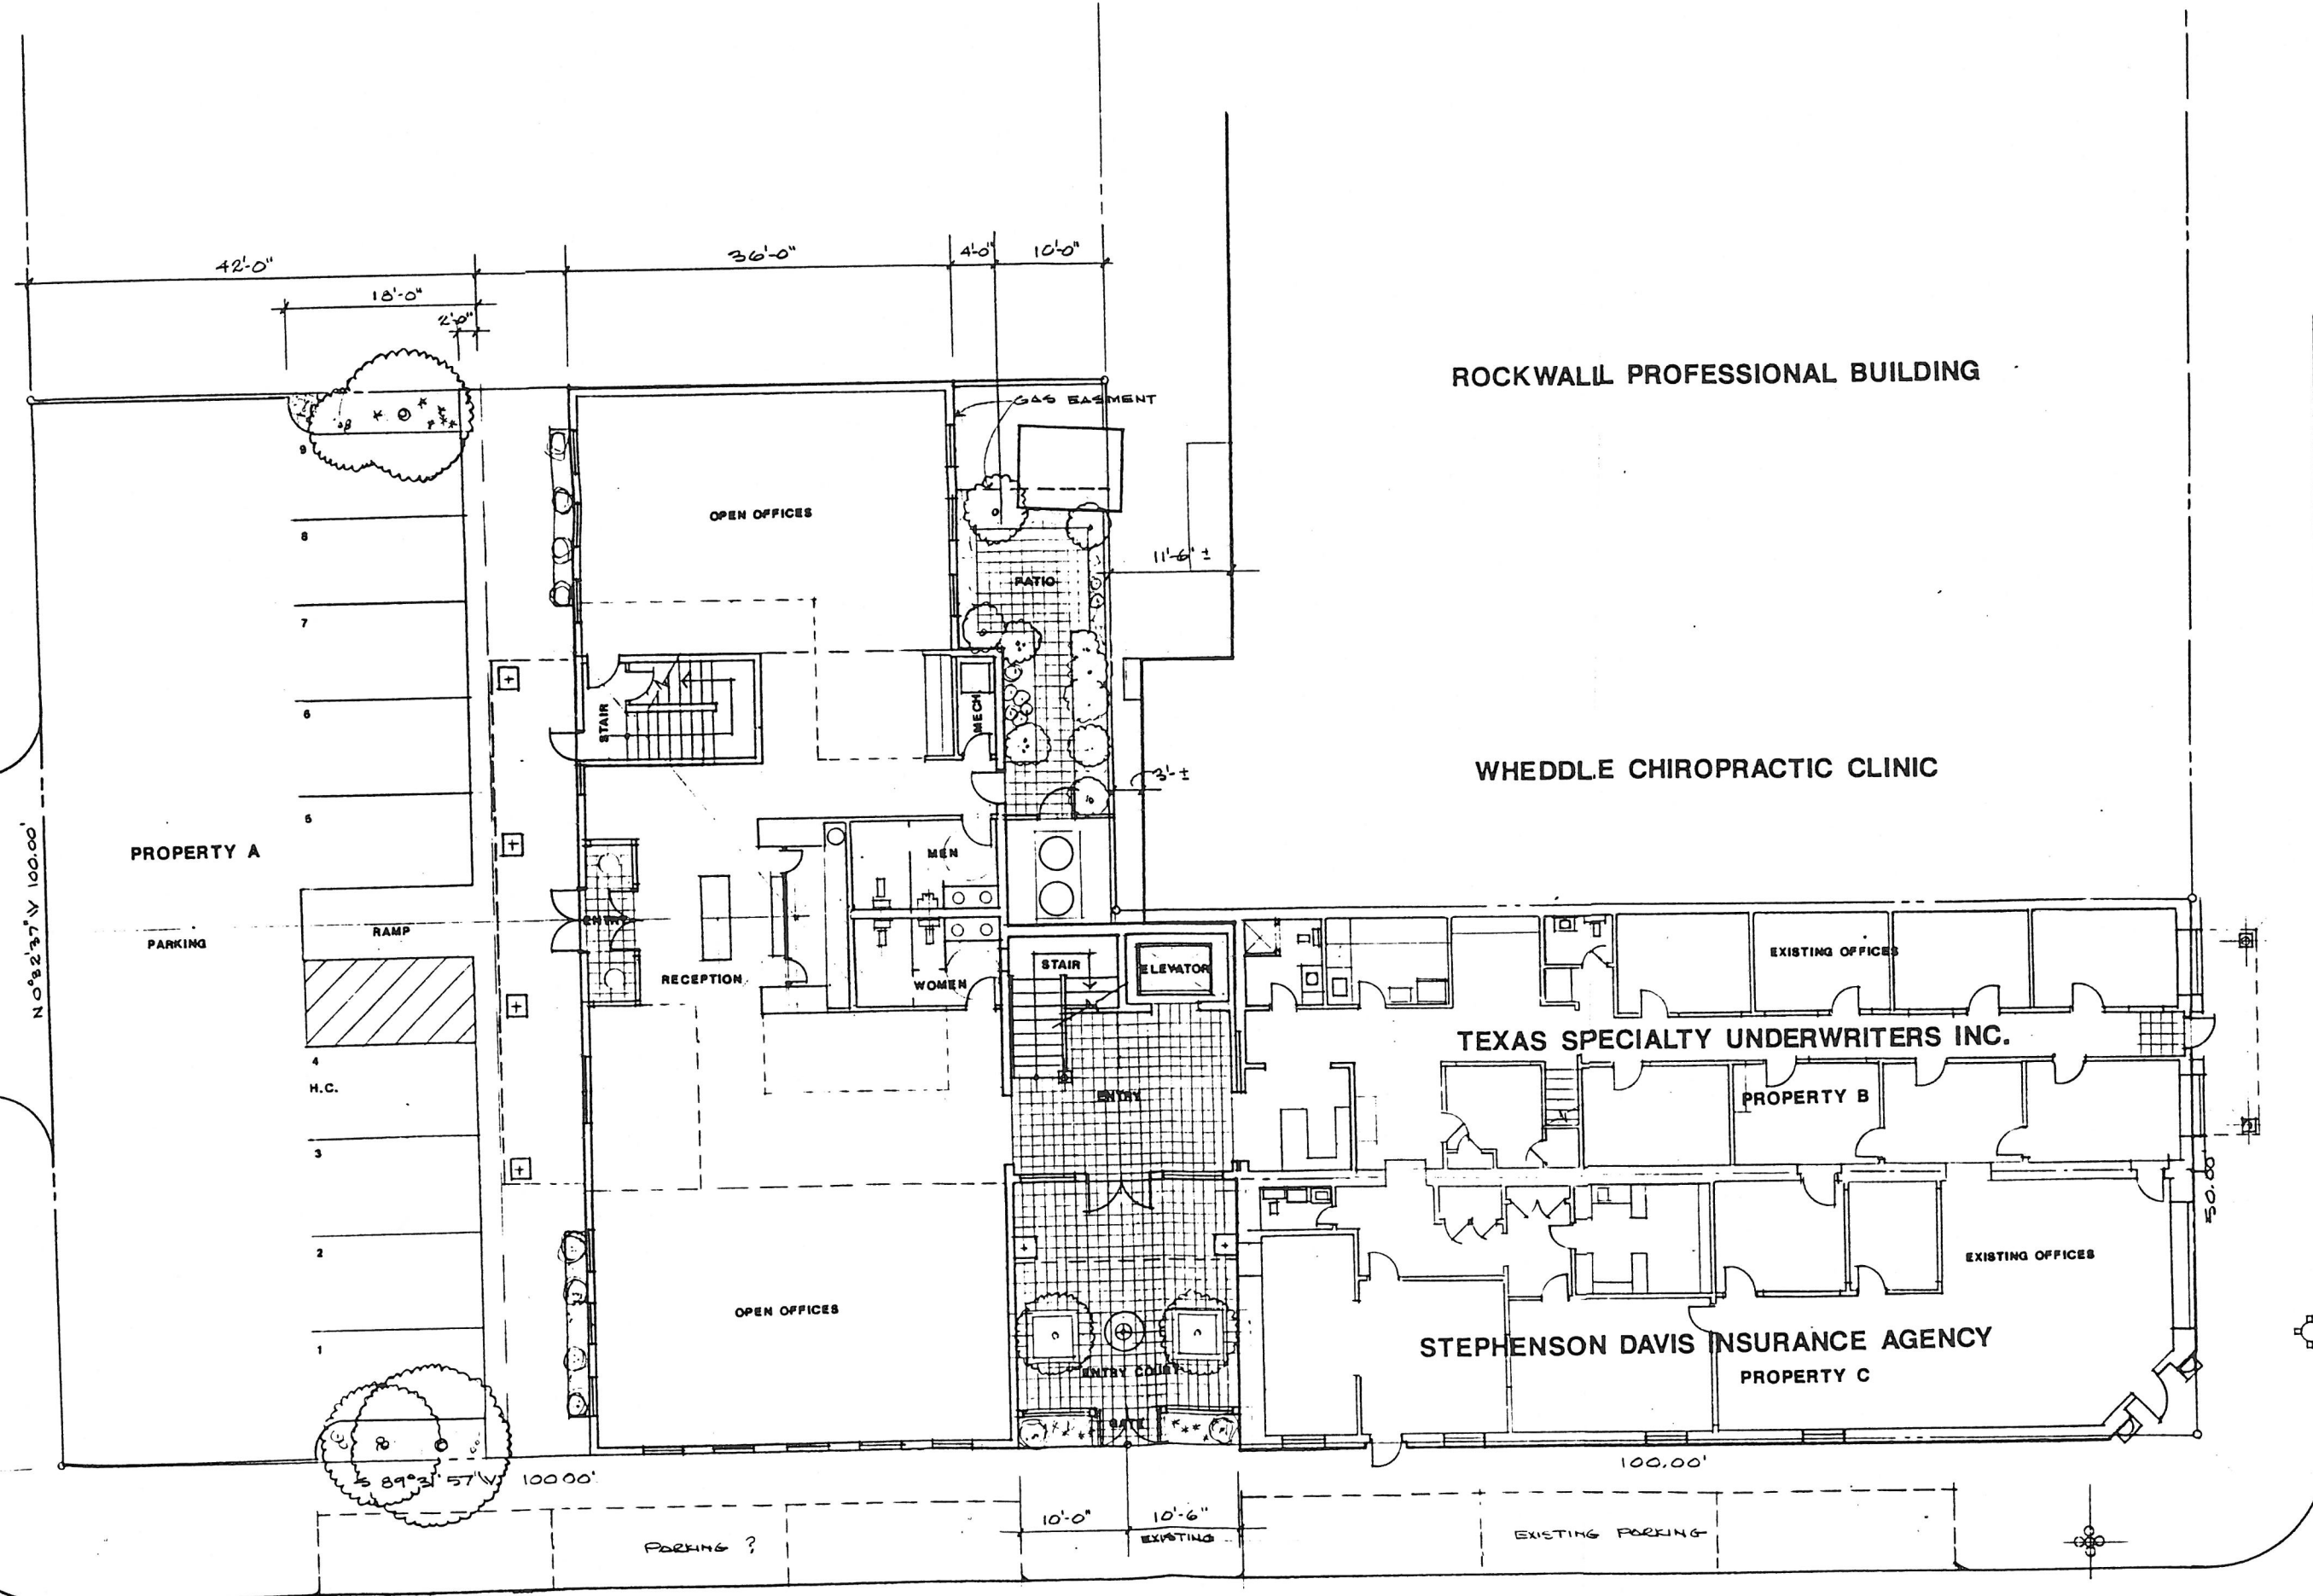 42'-0"
36'-0"
4'-0"
10'-0"
18'-0"
2'-0"
ROCKWALL PROFESSIONAL BUILDING
GAS EASMENT
9
OPEN OFFICES
8
11'-6" ±
PATIO
7
6
STAIR
MECH.
3'-±
WHEDDLE CHIROPRACTIC CLINIC
5
PROPERTY A
MEN
N 0°32'37" W 100.00'
ENTRY
RAMP
PARKING
RECEPTION
WOMEN
STAIR
ELEVATOR
EXISTING OFFICES
TEXAS SPECIALTY UNDERWRITERS INC.
4
H.C.
ENTRY
PROPERTY B
3
50.00
2
EXISTING OFFICES
OPEN OFFICES
1
STEPHENSON DAVIS INSURANCE AGENCY
ENTRY COURT
PROPERTY C
GATE
S 89°31'57" W 100.00'
100.00'
10'-0"
10'-6"
EXISTING
PARKING ?
EXISTING PARKING